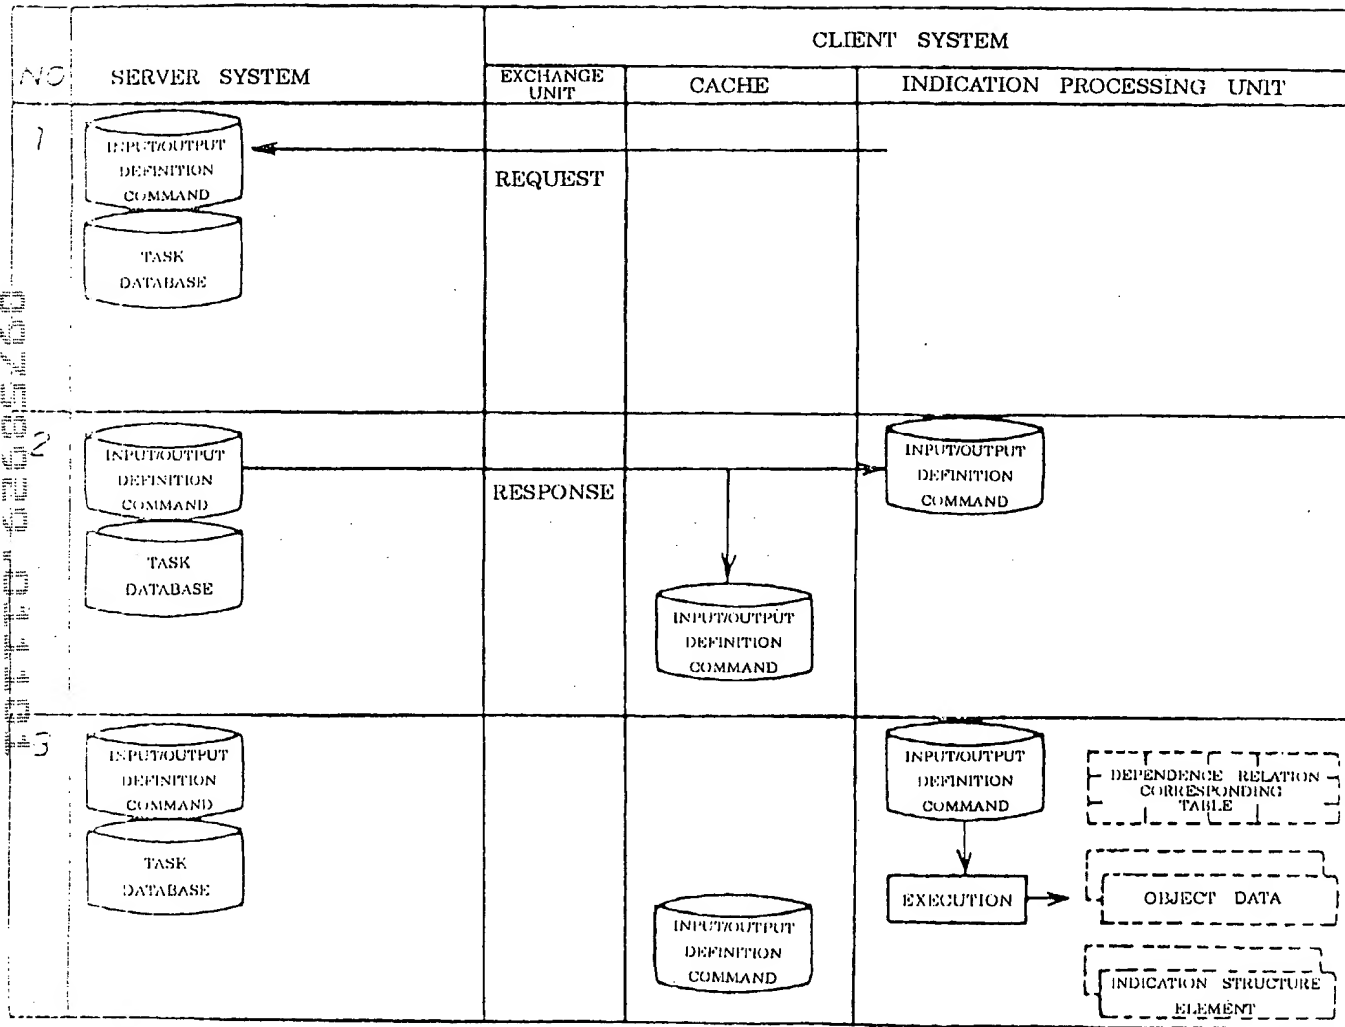 CLIENT SYSTEM
NO
SERVER SYSTEM
EXCHANGE
UNIT
CACHE
INDICATION PROCESSING UNIT
1
INPUT/OUTPUT
DEFINITION
COMMAND
REQUEST
TASK
DATABASE
2
INPUT/OUTPUT
DEFINITION
COMMAND
RESPONSE
INPUT/OUTPUT
DEFINITION
COMMAND
TASK
DATABASE
INPUT/OUTPUT
DEFINITION
COMMAND
3
INPUT/OUTPUT
DEFINITION
COMMAND
INPUT/OUTPUT
DEFINITION
COMMAND
DEPENDENCE RELATION
CORRESPONDING
TABLE
TASK
DATABASE
EXECUTION
OBJECT DATA
INPUT/OUTPUT
DEFINITION
COMMAND
INDICATION STRUCTURE
ELEMENT